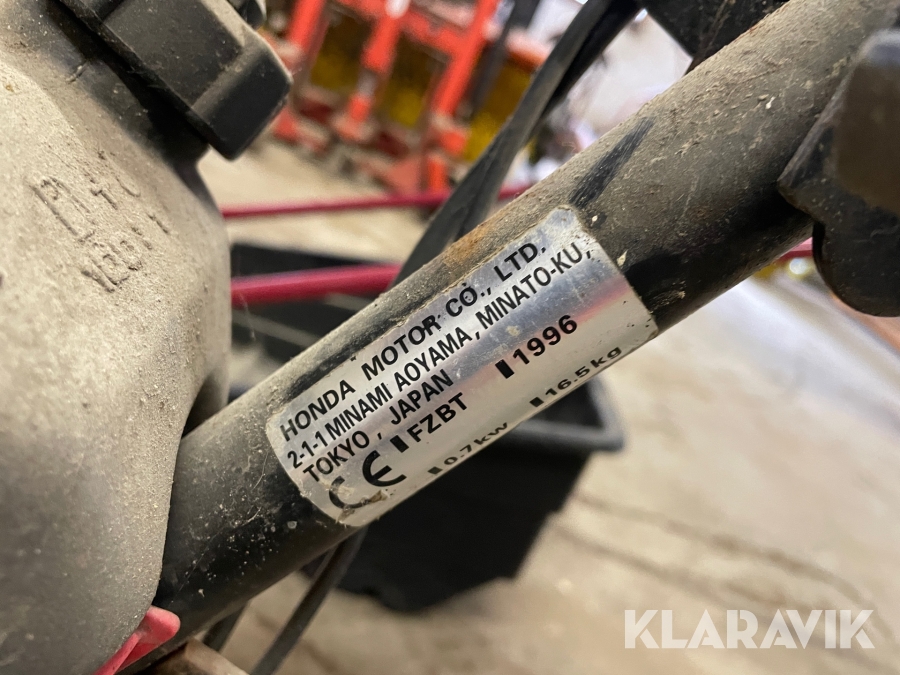 HONDA MOTOR CO., LTD.
2-1-1 MINAMI AOYAMA, MINATO-KU,
TOKYO, JAPAN ▮1996
CE ▮FZBT ▮16.5kg
▮0.7kw
KLARAVIK